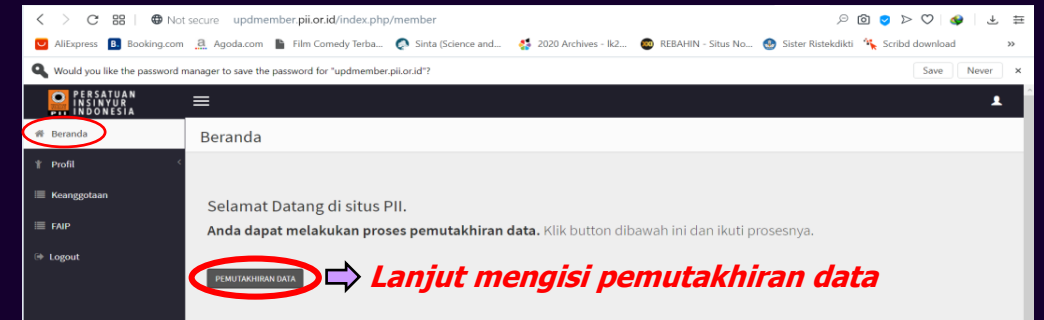 Not secure updmember.pii.or.id/index.php/member
AliExpress B. Booking.com Agoda.com Film Comedy Terba... Sinta (Science and... 2020 Archives - lk2... REBAHIN - Situs No... Sister Ristekdikti Scribd download »
Would you like the password manager to save the password for "updmember.pii.or.id"? Save Never ×
PERSATUAN
INSINYUR
PII INDONESIA
Beranda
Beranda
Profil
Keanggotaan
FAIP
Logout
Selamat Datang di situs PII.
Anda dapat melakukan proses pemutakhiran data. Klik button dibawah ini dan ikuti prosesnya.
PEMUTAKHIRAN DATA
Lanjut mengisi pemutakhiran data